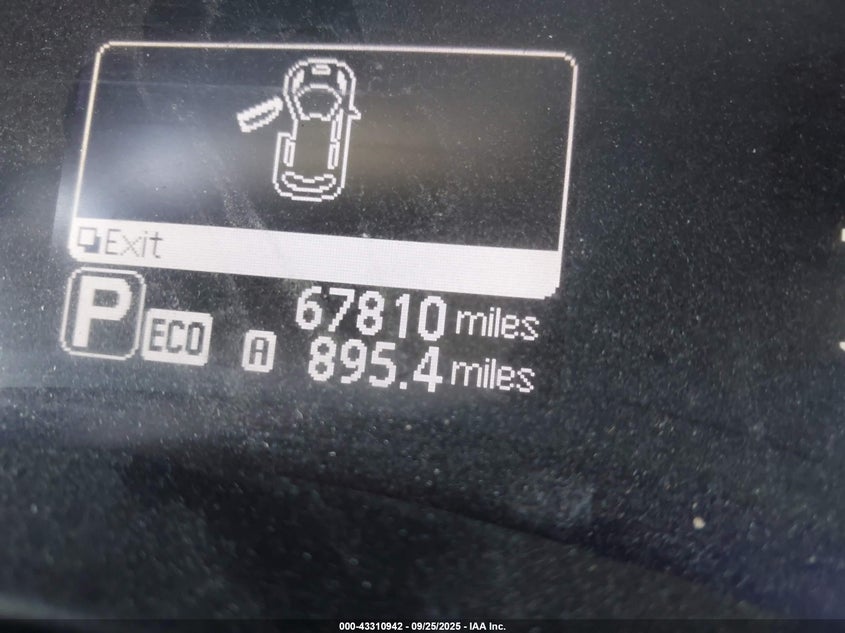 Exit
P
ECO
67810 miles
A 895.4 miles
000-43310942 - 09/25/2025 - IAA Inc.